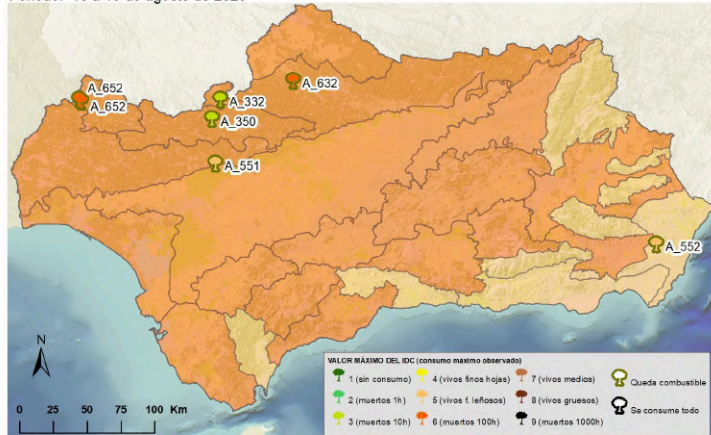 A_652
A_652
A_332
A_632
A_350
A_551
A_552
N
0 25 50 100 Km
VALOR MÁXIMO DEL IDC (consumo máximo observado)
1 (sin consumo) 4 (vivos finos hojas) 7 (vivos medios) Queda combustible
2 (muertos 1h) 5 (vivos f. leñosos) 8 (vivos gruesos) Se consume todo
3 (muertos 10h) 6 (muertos 100h) 9 (muertos 1000h)